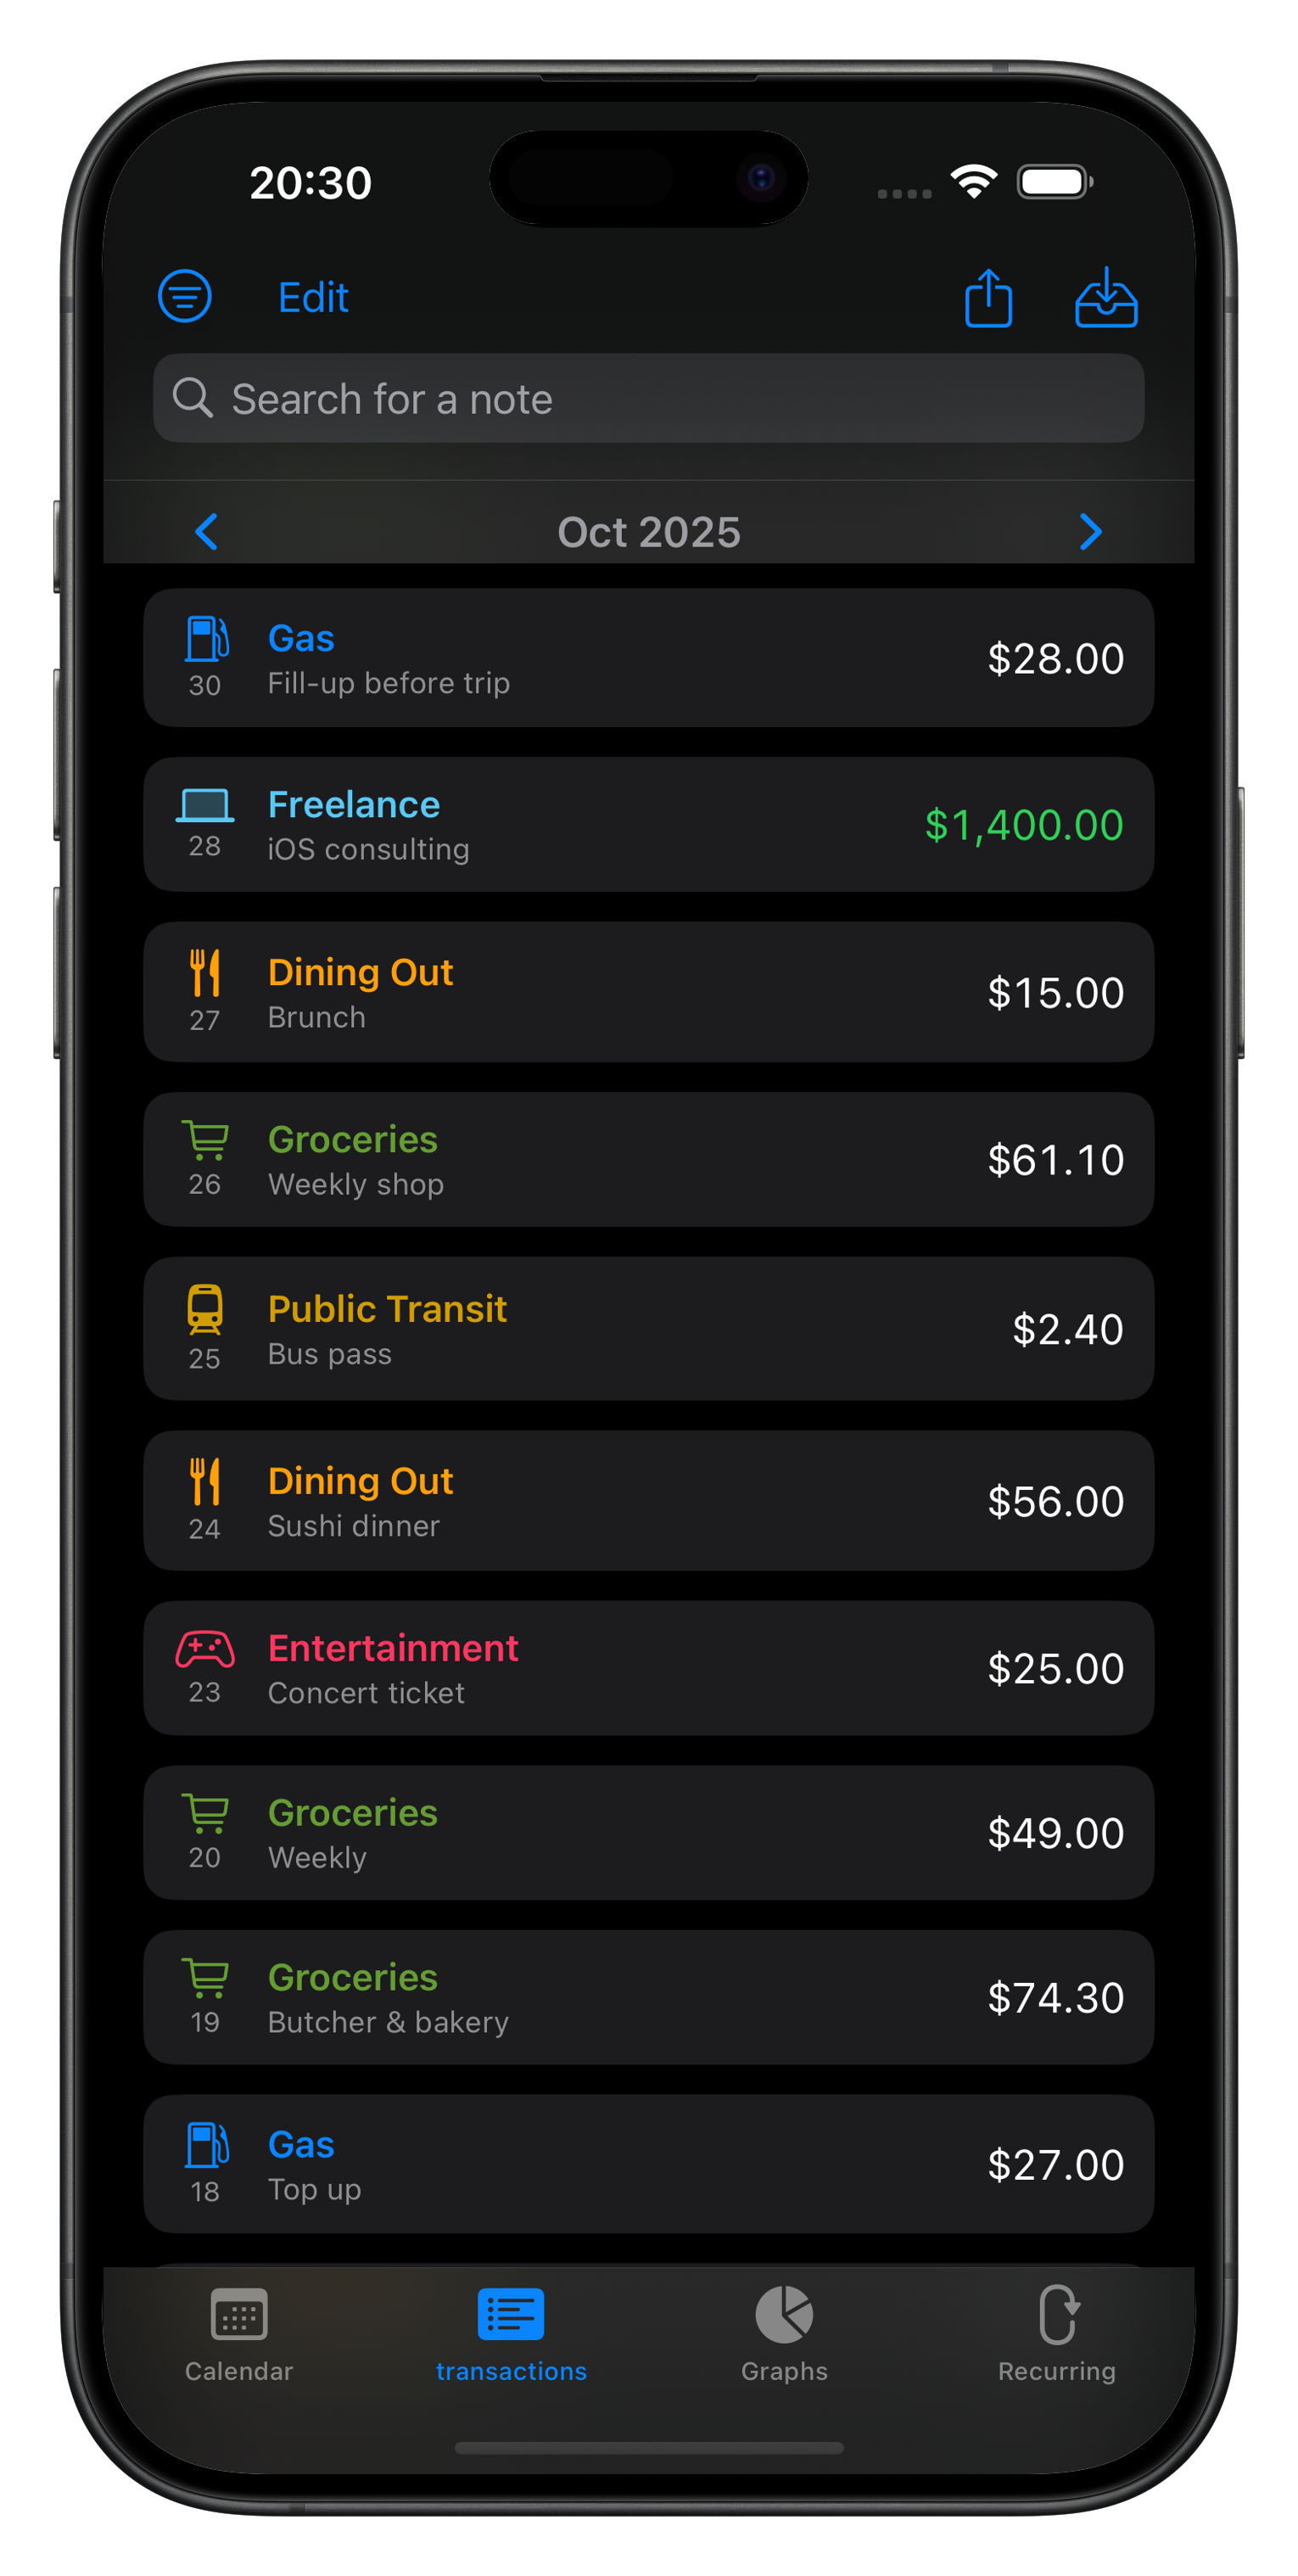 20:30
Edit
Search for a note
Oct 2025
Gas
Fill-up before trip
30
$28.00
Freelance
iOS consulting
28
$1,400.00
Dining Out
Brunch
27
$15.00
Groceries
Weekly shop
26
$61.10
Public Transit
Bus pass
25
$2.40
Dining Out
Sushi dinner
24
$56.00
Entertainment
Concert ticket
23
$25.00
Groceries
Weekly
20
$49.00
Groceries
Butcher & bakery
19
$74.30
Gas
Top up
18
$27.00
Calendar
transactions
Graphs
Recurring